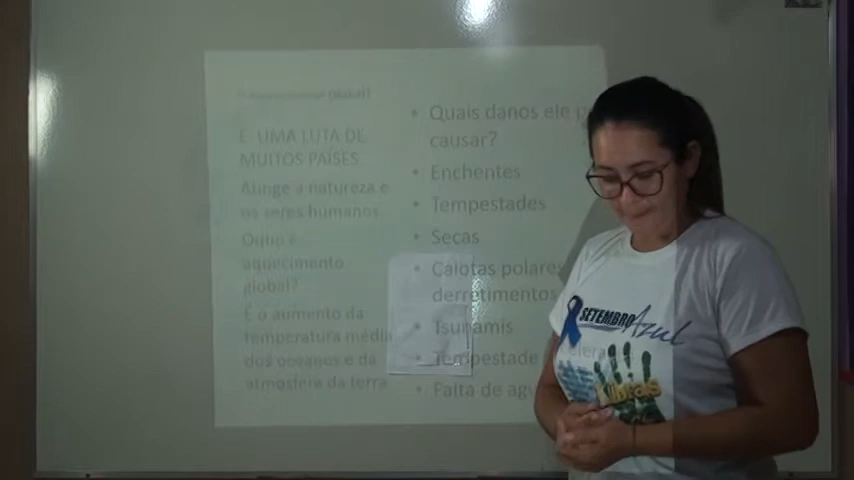 É UMA LUTA DE
MUITOS PAÍSES
Atinge a natureza e
os seres humanos
Oque é
aquecimento
global?
É o aumento da
temperatura média
dos oceanos e da
atmosfera da terra
• Quais danos ele
causar?
• Enchentes
• Tempestades
• Secas
• Calotas polares
derretimentos
• Tsunamis
• Tempestade
• Falta de
SETEMBRO
Azul
Libras